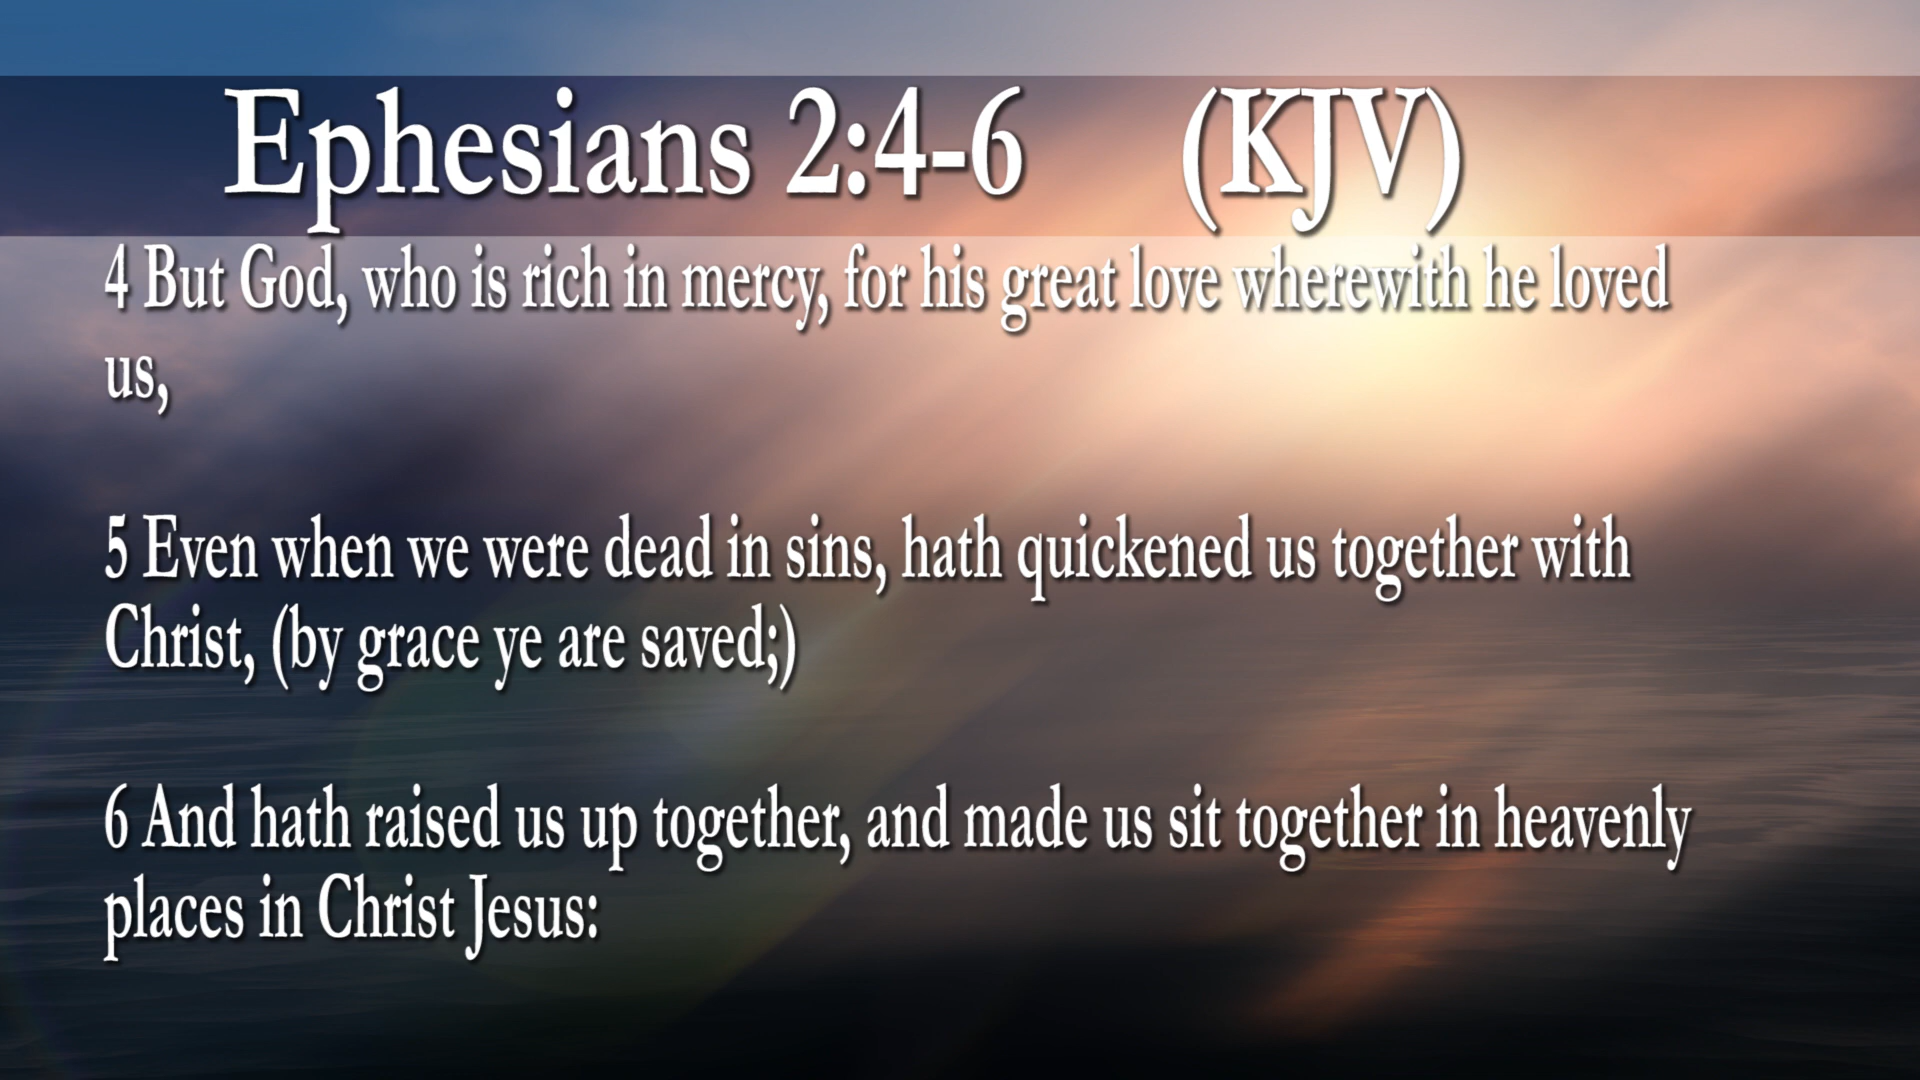 Ephesians 2:4-6 (KJV)
4 But God, who is rich in mercy, for his great love wherewith he loved
us,
5 Even when we were dead in sins, hath quickened us together with
Christ, (by grace ye are saved;)
6 And hath raised us up together, and made us sit together in heavenly
places in Christ Jesus: